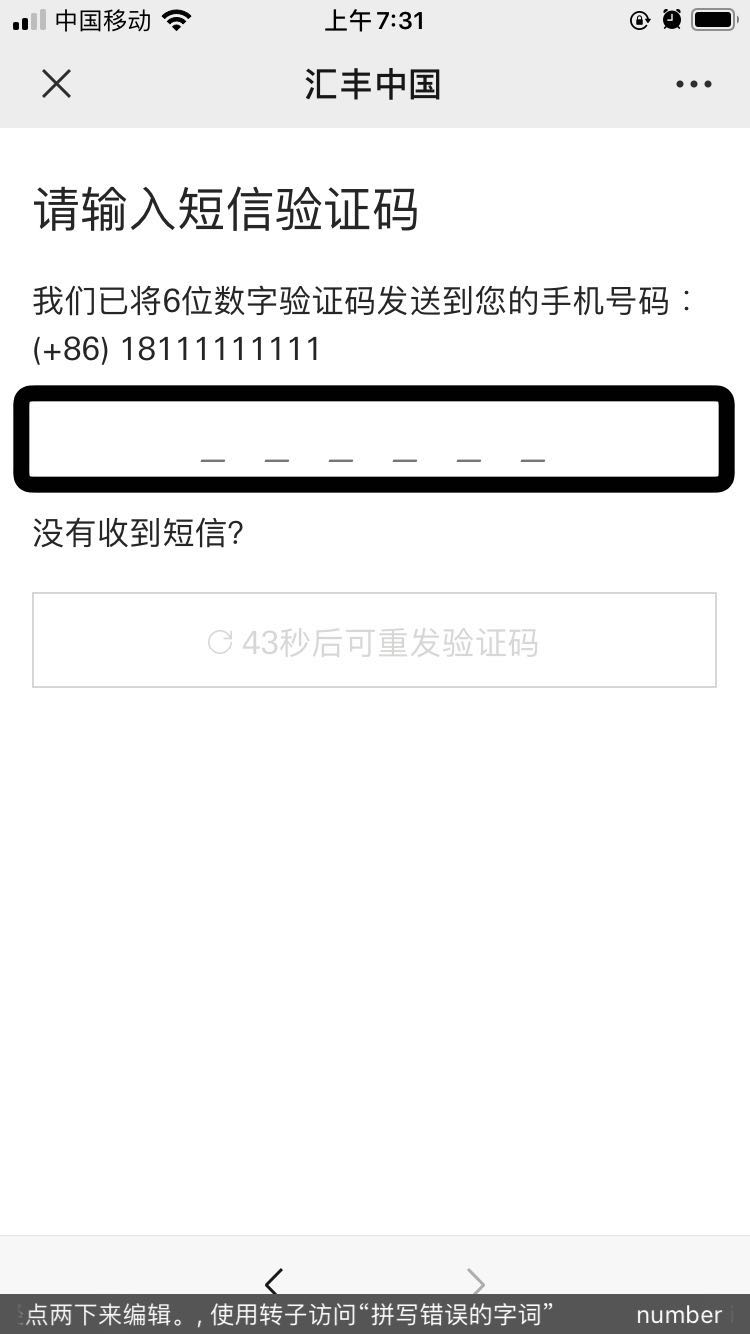 中国移动
上午7:31
汇丰中国
请输入短信验证码
我们已将6位数字验证码发送到您的手机号码：
(+86) 18111111111
没有收到短信?
43秒后可重发验证码
点两下来编辑。, 使用转子访问“拼写错误的字词”
number